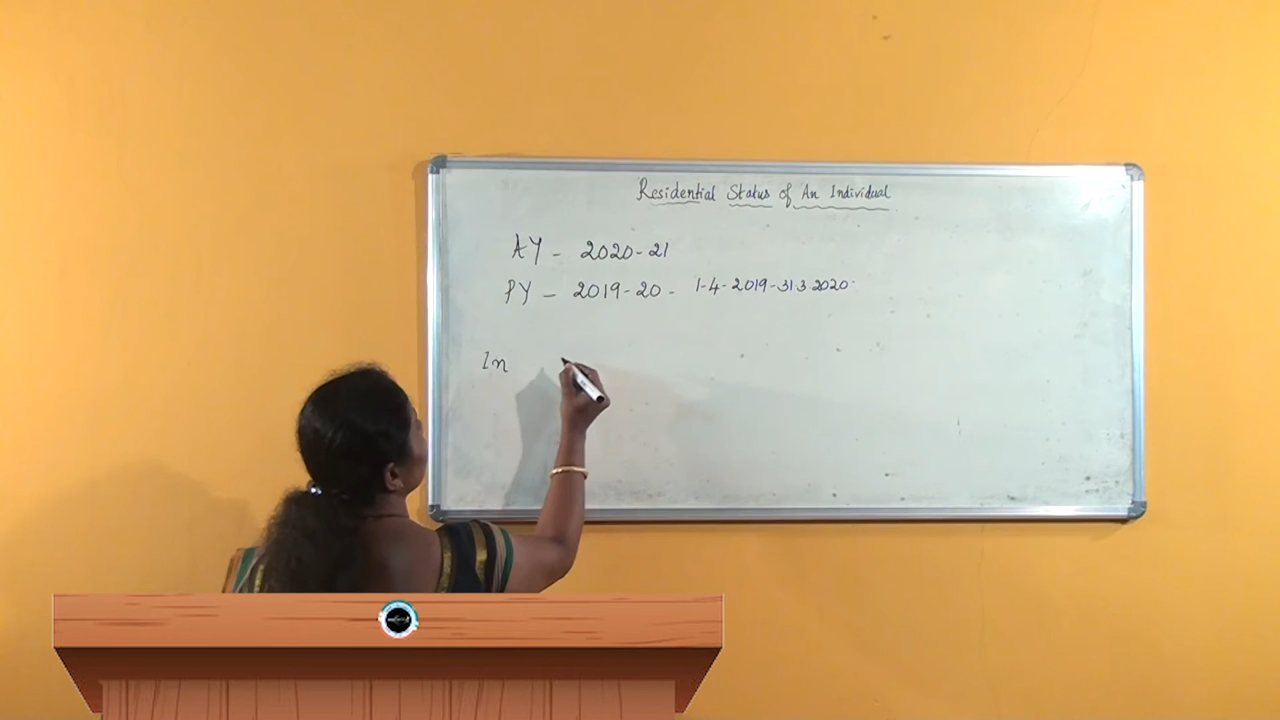 Residential Status of An Individual
AY - 2020-21
PY - 2019-20 - 1-4-2019-31.3.2020.
In